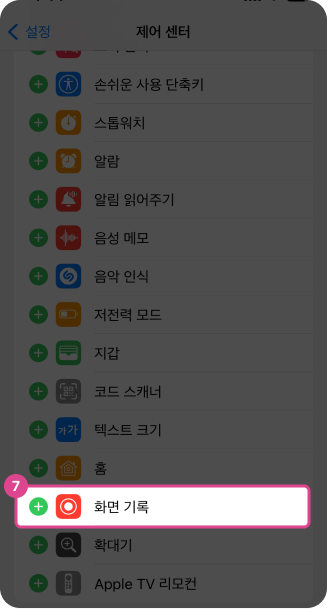 설정
제어 센터
손쉬운 사용 단축키
스톱워치
알람
알림 읽어주기
음성 메모
음악 인식
저전력 모드
지갑
코드 스캐너
가가
텍스트 크기
홈
7
화면 기록
확대기
Apple TV 리모컨